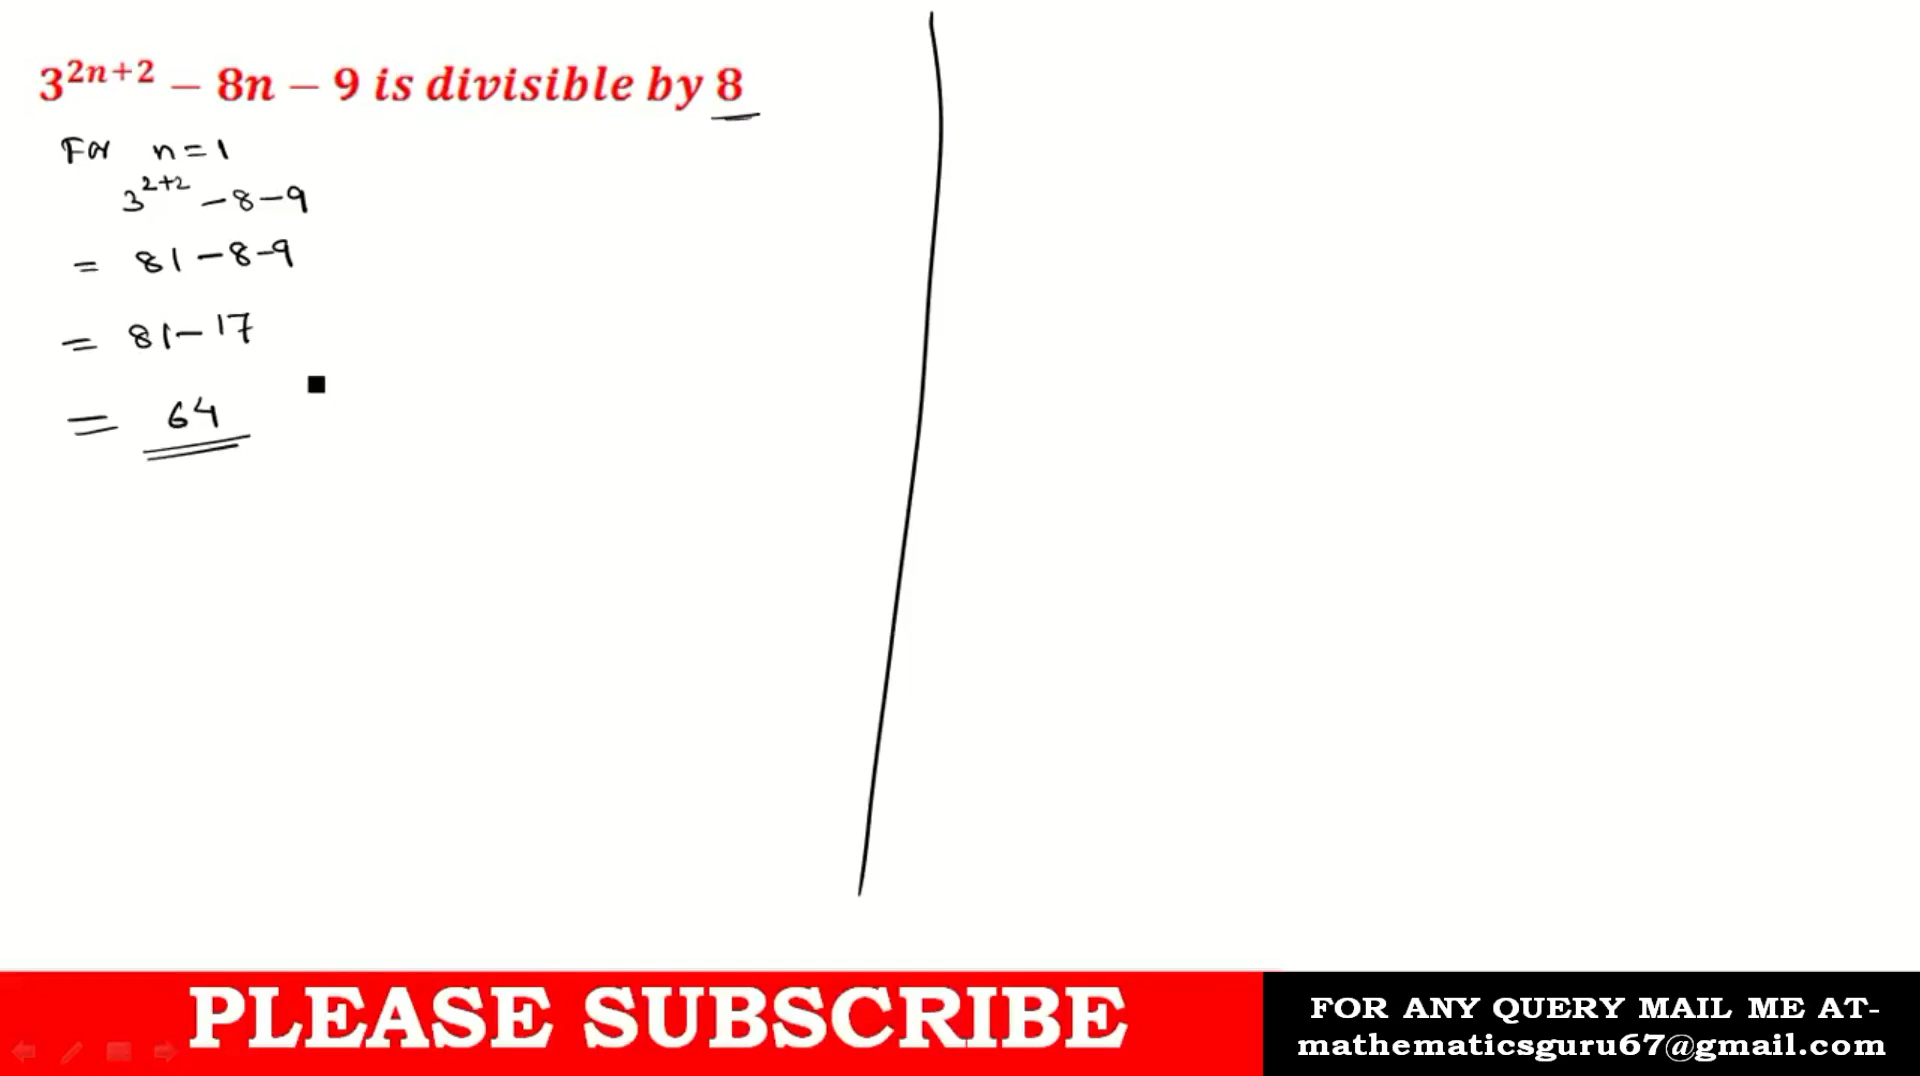 3^{2n+2} − 8n − 9 is divisible by 8
For n=1
3^{2+2} −8−9
= 81−8−9
= 81−17
= 64
PLEASE SUBSCRIBE
FOR ANY QUERY MAIL ME AT-
mathematicsguru67@gmail.com